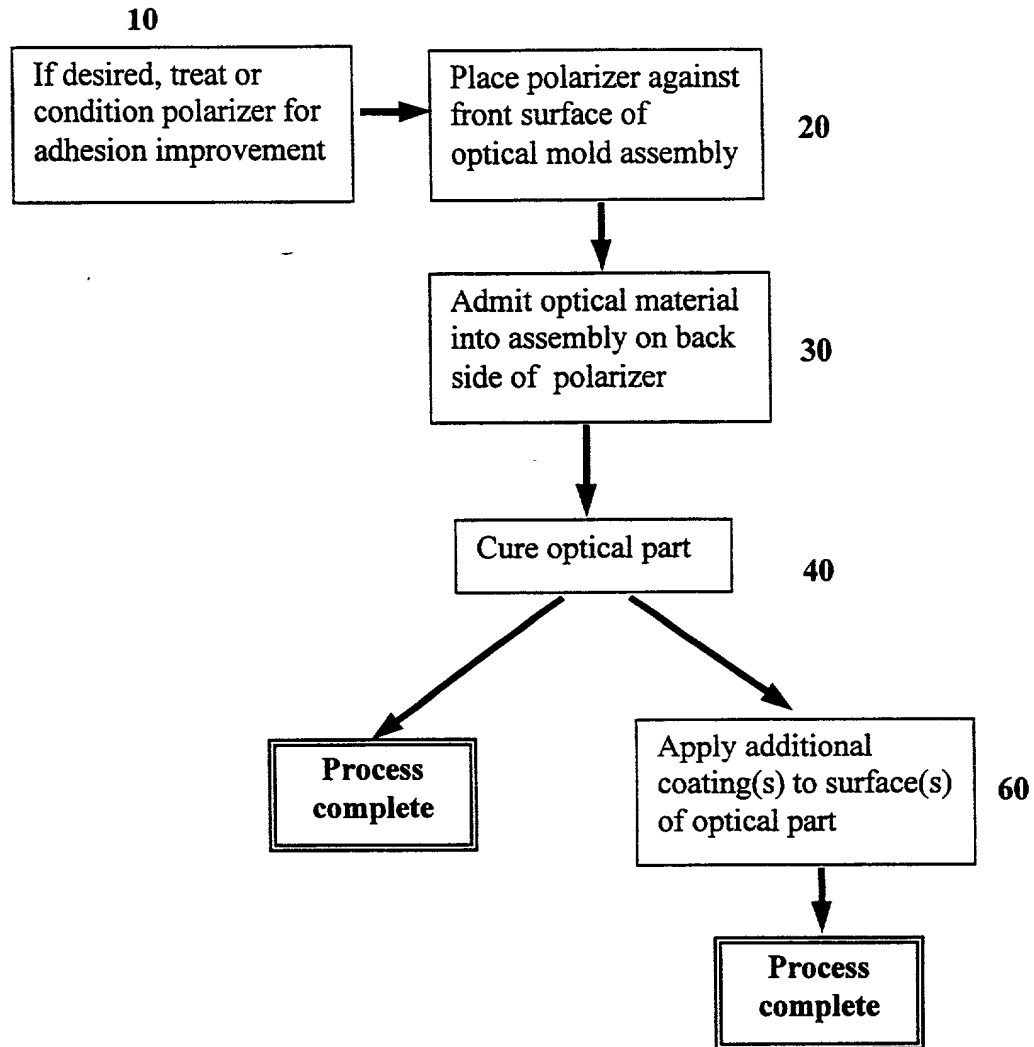 10
If desired, treat or
condition polarizer for
adhesion improvement
Place polarizer against
front surface of
optical mold assembly
20
Admit optical material
into assembly on back
side of polarizer
30
Cure optical part
40
Process
complete
Apply additional
coating(s) to surface(s)
of optical part
60
Process
complete